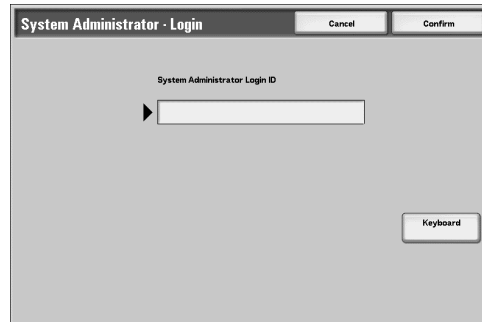 System Administrator - Login
Cancel
Confirm
System Administrator Login ID
Keyboard